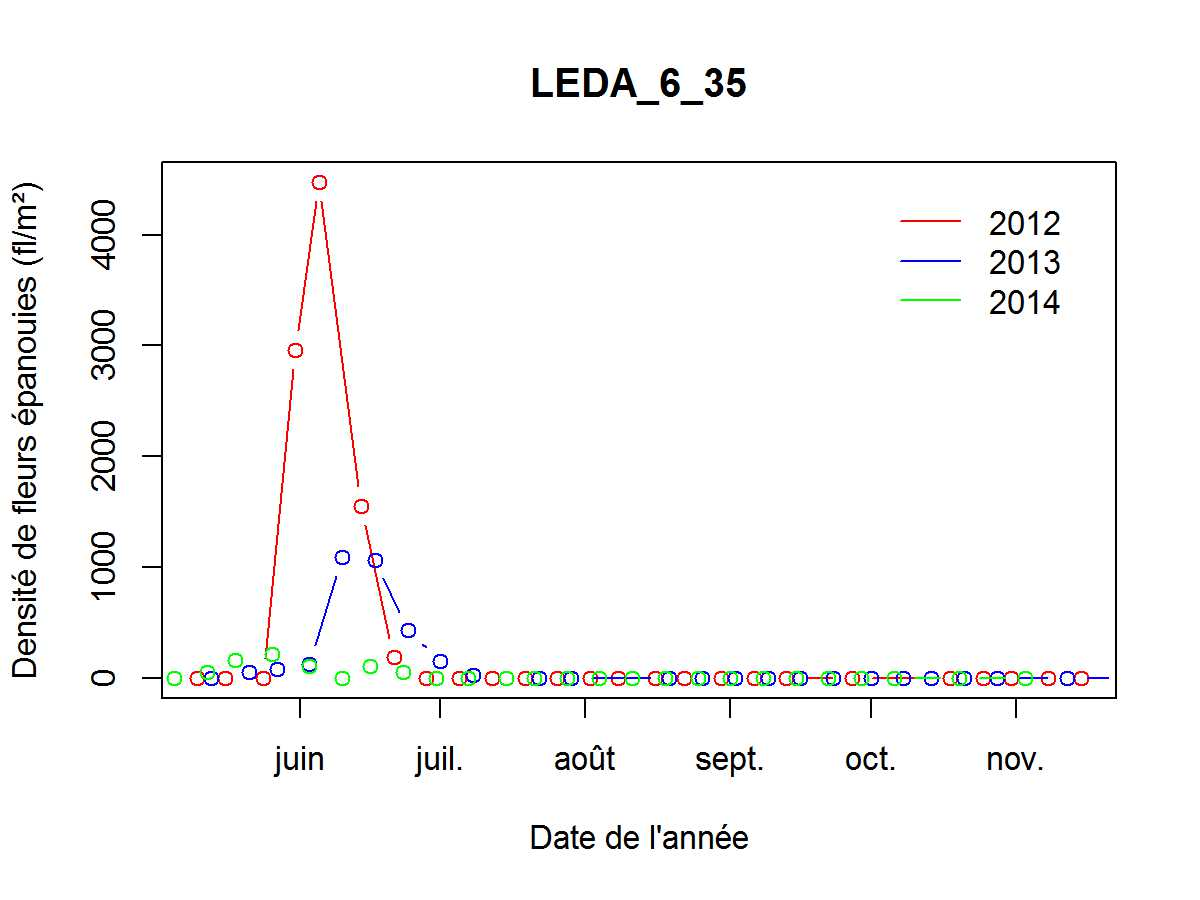 LEDA_6_35
Densité de fleurs épanouies (fl/m²)
4000
3000
2000
1000
0
2012
2013
2014
juin juil. août sept. oct. nov.
Date de l'année